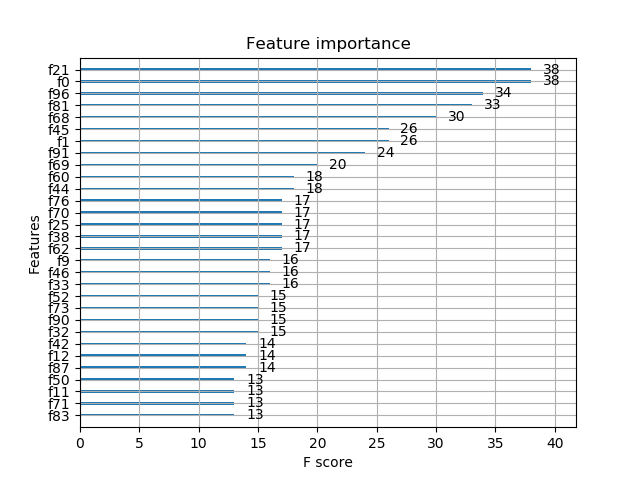 Feature importance
f21 38
f0 38
f96 34
f81 33
f68 30
f45 26
f1 26
f91 24
f69 20
f60 18
f44 18
f76 17
f70 17
f25 17
f38 17
f62 17
f9 16
f46 16
f33 16
f52 15
f73 15
f90 15
f32 15
f42 14
f12 14
f87 14
f50 13
f11 13
f71 13
f83 13
Features
0 5 10 15 20 25 30 35 40
F score